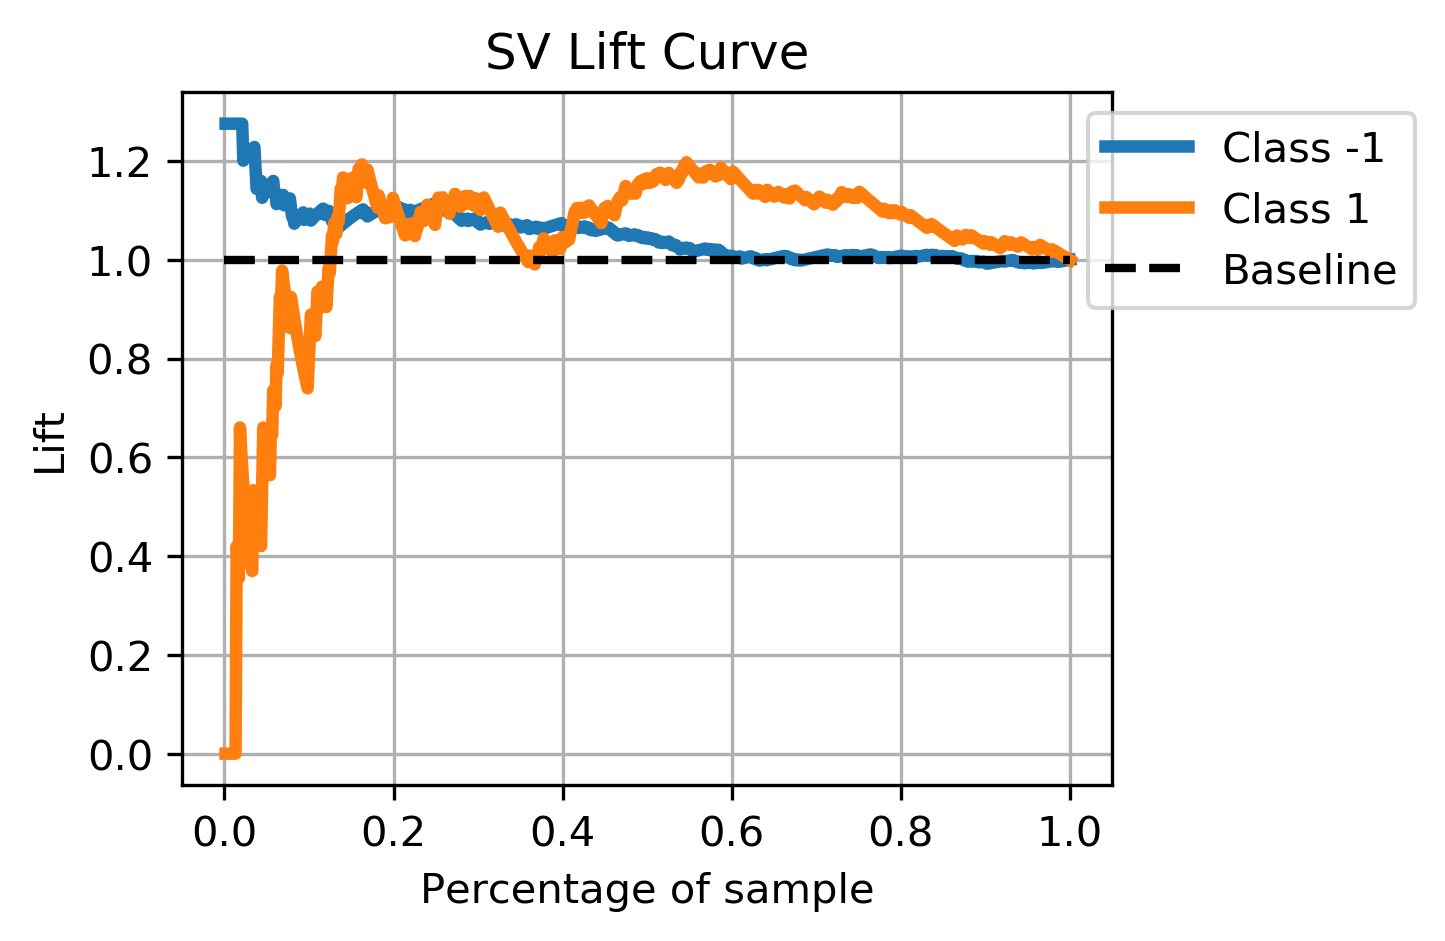 SV Lift Curve
Class -1
Class 1
Baseline
1.2
1.0
0.8
0.6
0.4
0.2
0.0
Lift
0.0 0.2 0.4 0.6 0.8 1.0
Percentage of sample